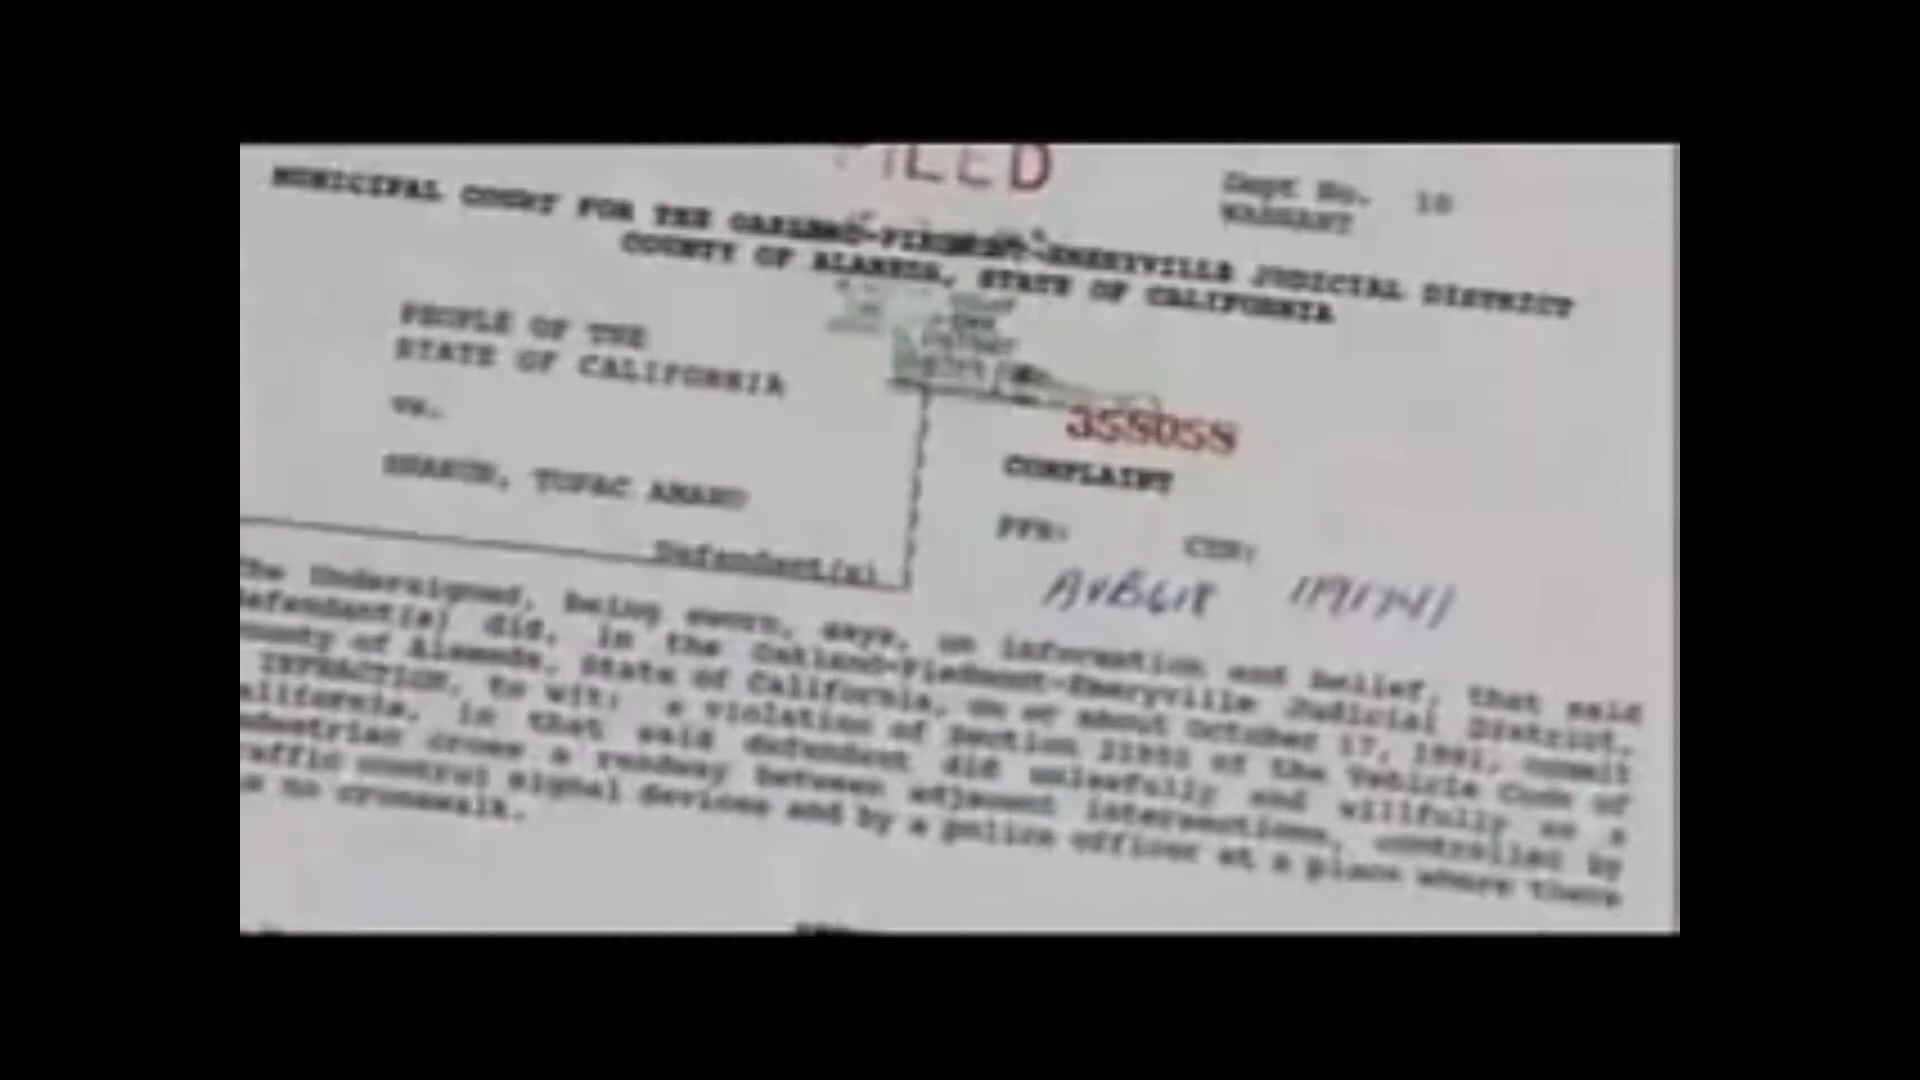 FILED
Dept No. 10
WARRANT
MUNICIPAL COURT FOR THE OAKLAND-PIEDMONT-EMERYVILLE JUDICIAL DISTRICT
COUNTY OF ALAMEDA, STATE OF CALIFORNIA
PEOPLE OF THE
STATE OF CALIFORNIA
vs.
358058
COMPLAINT
SHAKUR, TUPAC AMARU
PFN: CEN:
Defendant(s)
The Undersigned, being sworn, says, on information and belief, that said
defendant(s) did, in the Oakland-Piedmont-Emeryville Judicial District,
County of Alameda, State of California, on or about October 17, 1991, commit
INFRACTION, to wit: a violation of Section of the Vehicle Code of
California, in that said defendant did unlawfully and willfully as a
pedestrian cross a roadway between adjacent intersections, controlled by
traffic control signal devices and by a police officer at a place where there
is no crosswalk.